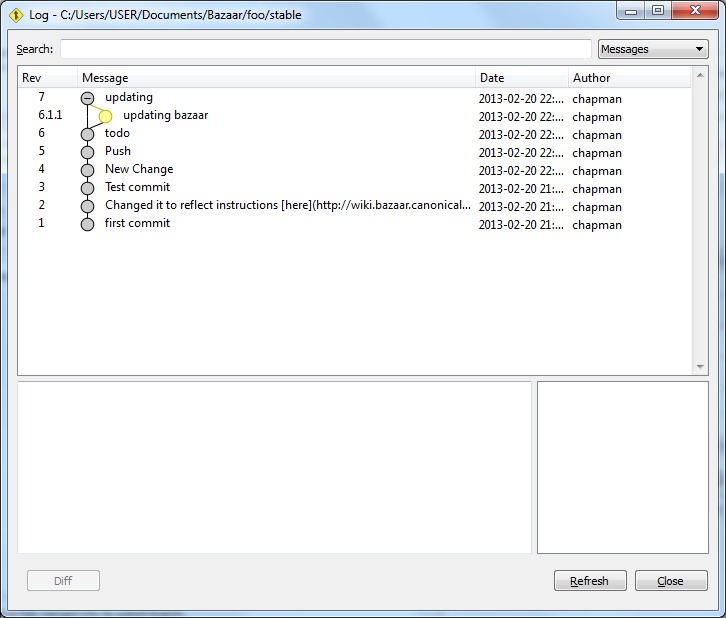 Log - C:/Users/USER/Documents/Bazaar/foo/stable
Search: Messages
Rev Message Date Author
7 updating 2013-02-20 22:... chapman
6.1.1 updating bazaar 2013-02-20 22:... chapman
6 todo 2013-02-20 22:... chapman
5 Push 2013-02-20 22:... chapman
4 New Change 2013-02-20 22:... chapman
3 Test commit 2013-02-20 21:... chapman
2 Changed it to reflect instructions [here](http://wiki.bazaar.canonical... 2013-02-20 21:... chapman
1 first commit 2013-02-20 21:... chapman
Diff Refresh Close